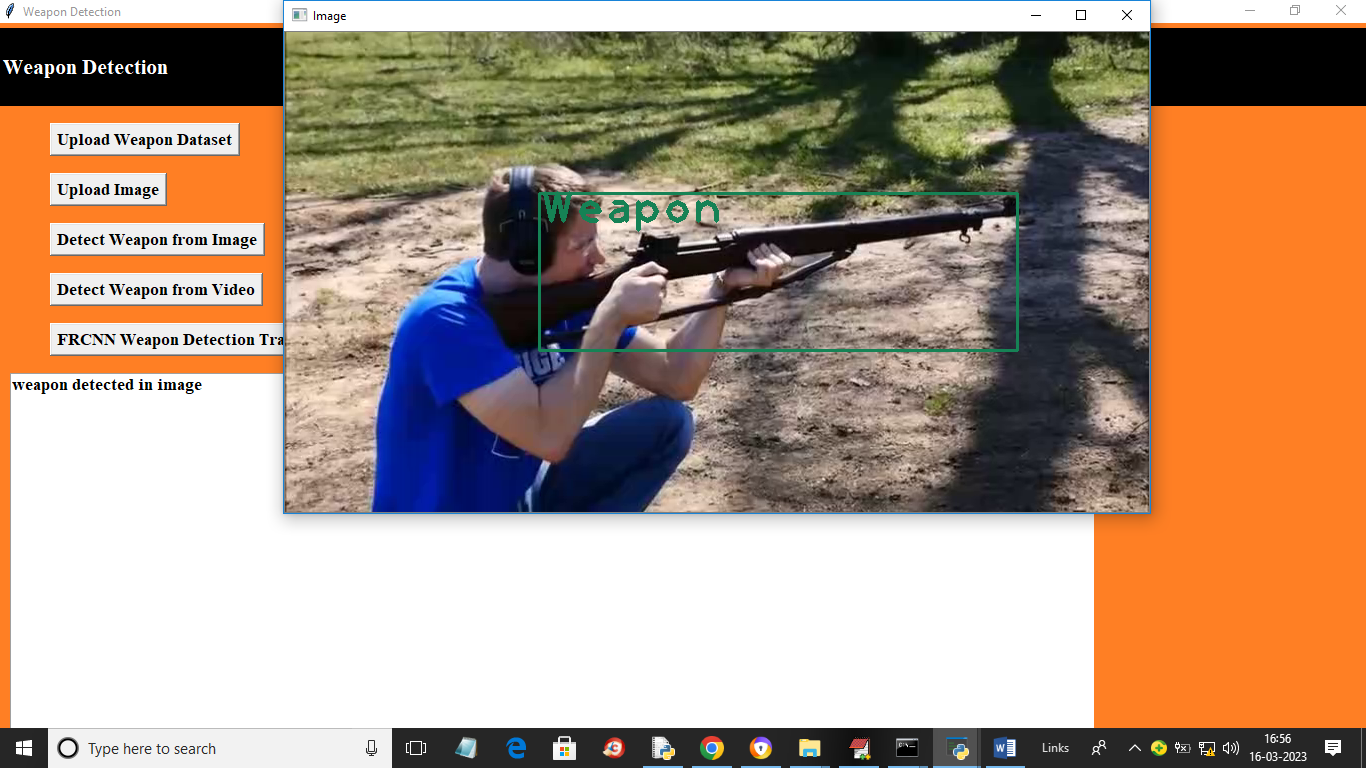 Weapon Detection
Image
Weapon Detection
Upload Weapon Dataset
Upload Image
Detect Weapon from Image
Detect Weapon from Video
FRCNN Weapon Detection Tra
weapon detected in image
Weapon
Type here to search
Links
16:56
16-03-2023